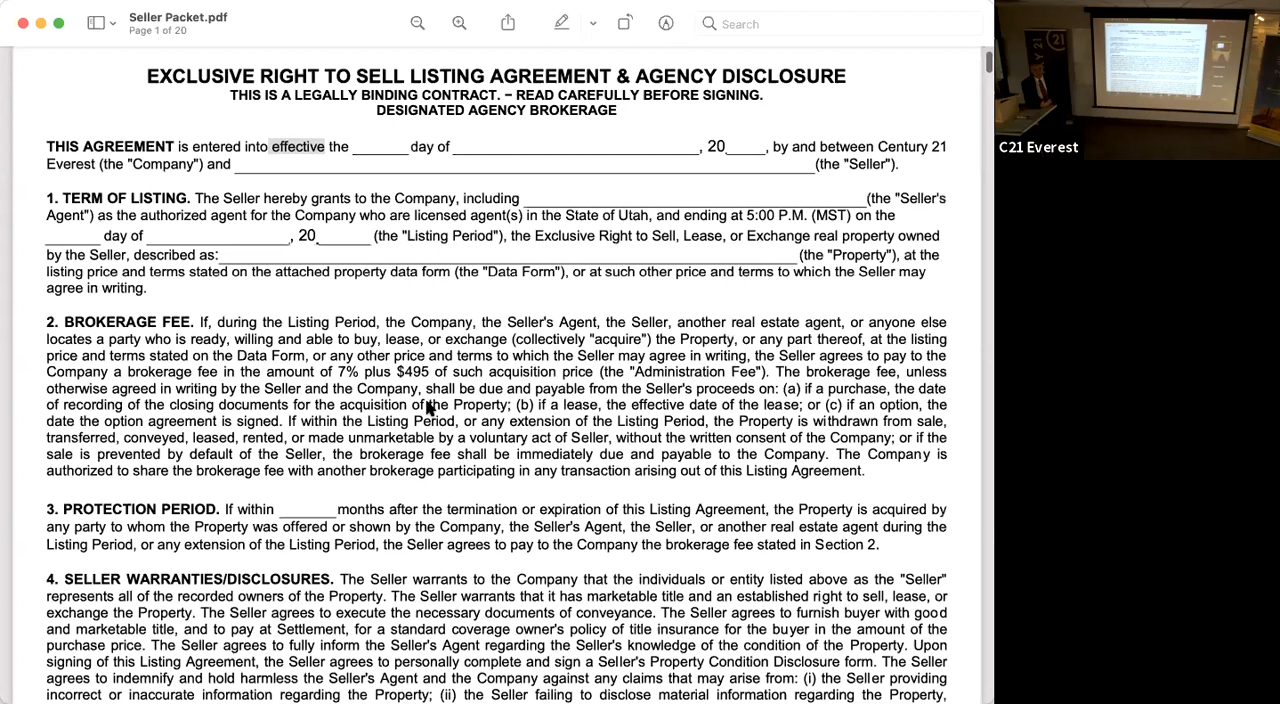 Seller Packet.pdf
Page 1 of 20
Search
EXCLUSIVE RIGHT TO SELL LISTING AGREEMENT & AGENCY DISCLOSURE
THIS IS A LEGALLY BINDING CONTRACT – READ CAREFULLY BEFORE SIGNING.
DESIGNATED AGENCY BROKERAGE
THIS AGREEMENT is entered into effective the ______ day of ______, 20____, by and between Century 21
Everest (the "Company") and ______ (the "Seller").
1. TERM OF LISTING. The Seller hereby grants to the Company, including ______ (the "Seller's
Agent") as the authorized agent for the Company who are licensed agent(s) in the State of Utah, and ending at 5:00 P.M. (MST) on the
______ day of ______, 20______ (the "Listing Period"), the Exclusive Right to Sell, Lease, or Exchange real property owned
by the Seller, described as:______ (the "Property"), at the
listing price and terms stated on the attached property data form (the "Data Form"), or at such other price and terms to which the Seller may
agree in writing.
2. BROKERAGE FEE. If, during the Listing Period, the Company, the Seller's Agent, the Seller, another real estate agent, or anyone else
locates a party who is ready, willing and able to buy, lease, or exchange (collectively "acquire") the Property, or any part thereof, at the listing
price and terms stated on the Data Form, or any other price and terms to which the Seller may agree in writing, the Seller agrees to pay to the
Company a brokerage fee in the amount of 7% plus $495 of such acquisition price (the "Administration Fee"). The brokerage fee, unless
otherwise agreed in writing by the Seller and the Company, shall be due and payable from the Seller's proceeds on: (a) if a purchase, the date
of recording of the closing documents for the acquisition of the Property; (b) if a lease, the effective date of the lease; or (c) if an option, the
date the option agreement is signed. If within the Listing Period, or any extension of the Listing Period, the Property is withdrawn from sale,
transferred, conveyed, leased, rented, or made unmarketable by a voluntary act of Seller, without the written consent of the Company; or if the
sale is prevented by default of the Seller, the brokerage fee shall be immediately due and payable to the Company. The Company is
authorized to share the brokerage fee with another brokerage participating in any transaction arising out of this Listing Agreement.
3. PROTECTION PERIOD. If within ______ months after the termination or expiration of this Listing Agreement, the Property is acquired by
any party to whom the Property was offered or shown by the Company, the Seller's Agent, the Seller, or another real estate agent during the
Listing Period, or any extension of the Listing Period, the Seller agrees to pay to the Company the brokerage fee stated in Section 2.
4. SELLER WARRANTIES/DISCLOSURES. The Seller warrants to the Company that the individuals or entity listed above as the "Seller"
represents all of the recorded owners of the Property. The Seller warrants that it has marketable title and an established right to sell, lease, or
exchange the Property. The Seller agrees to execute the necessary documents of conveyance. The Seller agrees to furnish buyer with good
and marketable title, and to pay at Settlement, for a standard coverage owner's policy of title insurance for the buyer in the amount of the
purchase price. The Seller agrees to fully inform the Seller's Agent regarding the Seller's knowledge of the condition of the Property. Upon
signing of this Listing Agreement, the Seller agrees to personally complete and sign a Seller's Property Condition Disclosure form. The Seller
agrees to indemnify and hold harmless the Seller's Agent and the Company against any claims that may arise from: (i) the Seller providing
incorrect or inaccurate information regarding the Property; (ii) the Seller failing to disclose material information regarding the Property,
21
C21 Everest